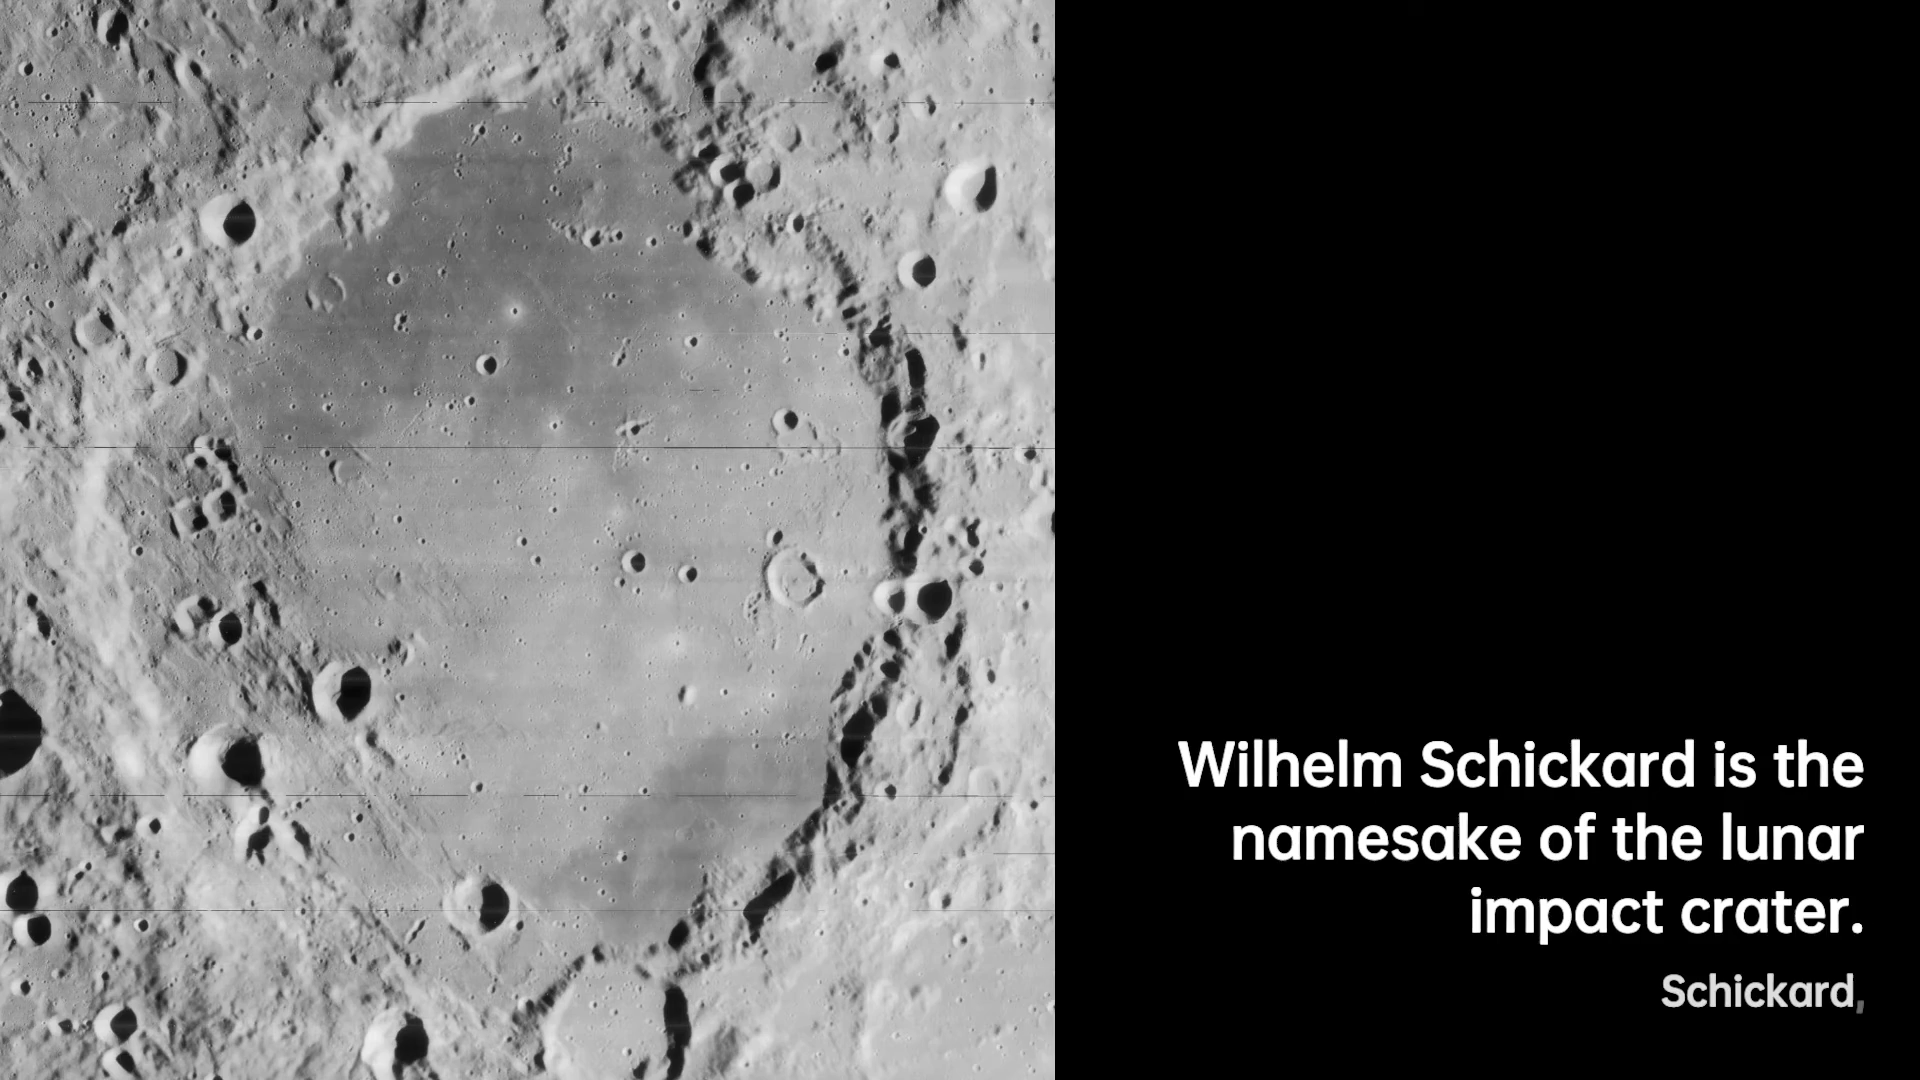 Wilhelm Schickard is the
namesake of the lunar
impact crater.
Schickard,